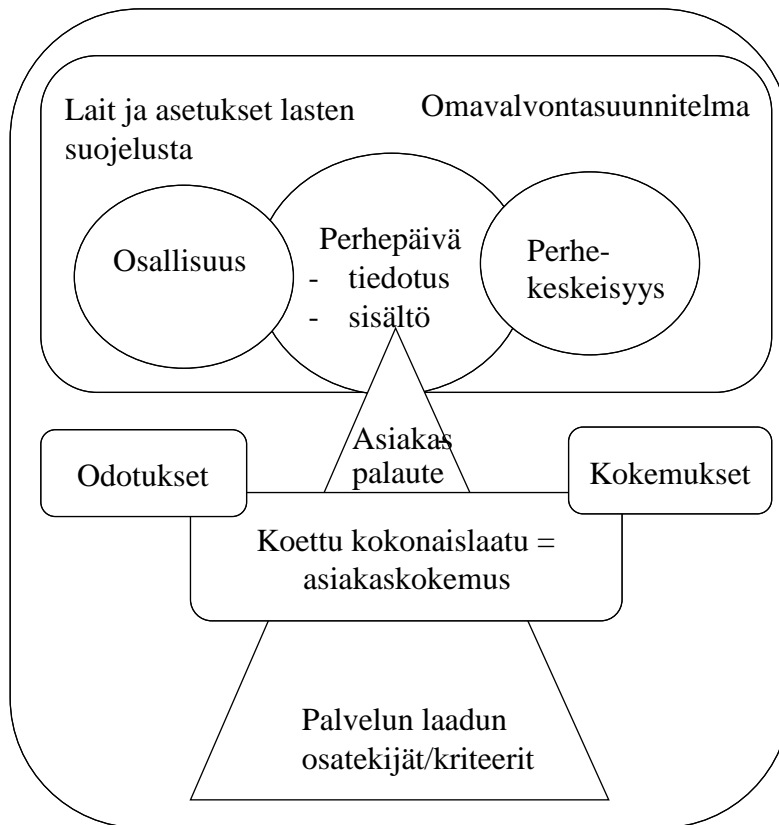 Lait ja asetukset lasten
suojelusta
Omavalvontasuunnitelma
Osallisuus
Perhepäivä
- tiedotus
- sisältö
Perhe-
keskeisyys
Asiakas-
palaute
Odotukset
Kokemukset
Koettu kokonaislaatu =
asiakaskokemus
Palvelun laadun
osatekijät/kriteerit